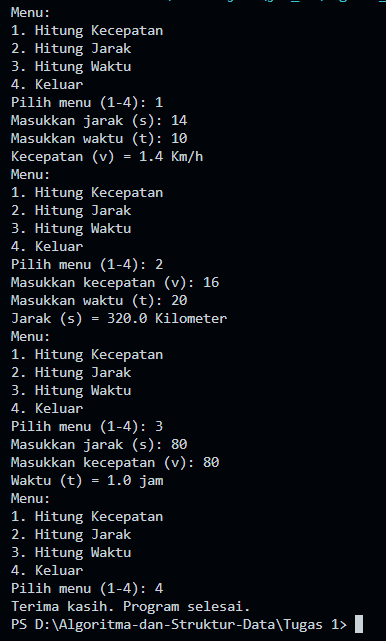 Menu:
1. Hitung Kecepatan
2. Hitung Jarak
3. Hitung Waktu
4. Keluar
Pilih menu (1-4): 1
Masukkan jarak (s): 14
Masukkan waktu (t): 10
Kecepatan (v) = 1.4 Km/h
Menu:
1. Hitung Kecepatan
2. Hitung Jarak
3. Hitung Waktu
4. Keluar
Pilih menu (1-4): 2
Masukkan kecepatan (v): 16
Masukkan waktu (t): 20
Jarak (s) = 320.0 Kilometer
Menu:
1. Hitung Kecepatan
2. Hitung Jarak
3. Hitung Waktu
4. Keluar
Pilih menu (1-4): 3
Masukkan jarak (s): 80
Masukkan kecepatan (v): 80
Waktu (t) = 1.0 jam
Menu:
1. Hitung Kecepatan
2. Hitung Jarak
3. Hitung Waktu
4. Keluar
Pilih menu (1-4): 4
Terima kasih. Program selesai.
PS D:\Algoritma-dan-Struktur-Data\Tugas 1>